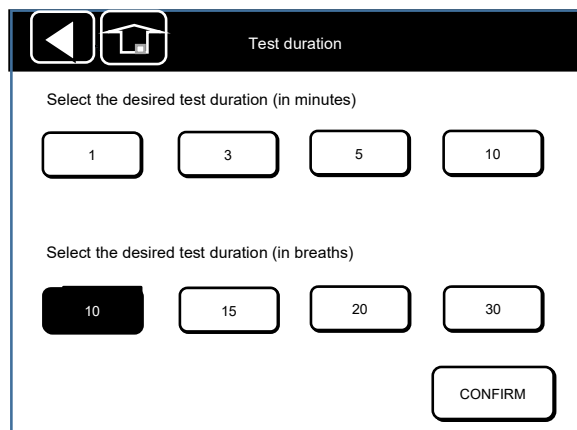 Test duration
Select the desired test duration (in minutes)
1 3 5 10
Select the desired test duration (in breaths)
10 15 20 30
CONFIRM